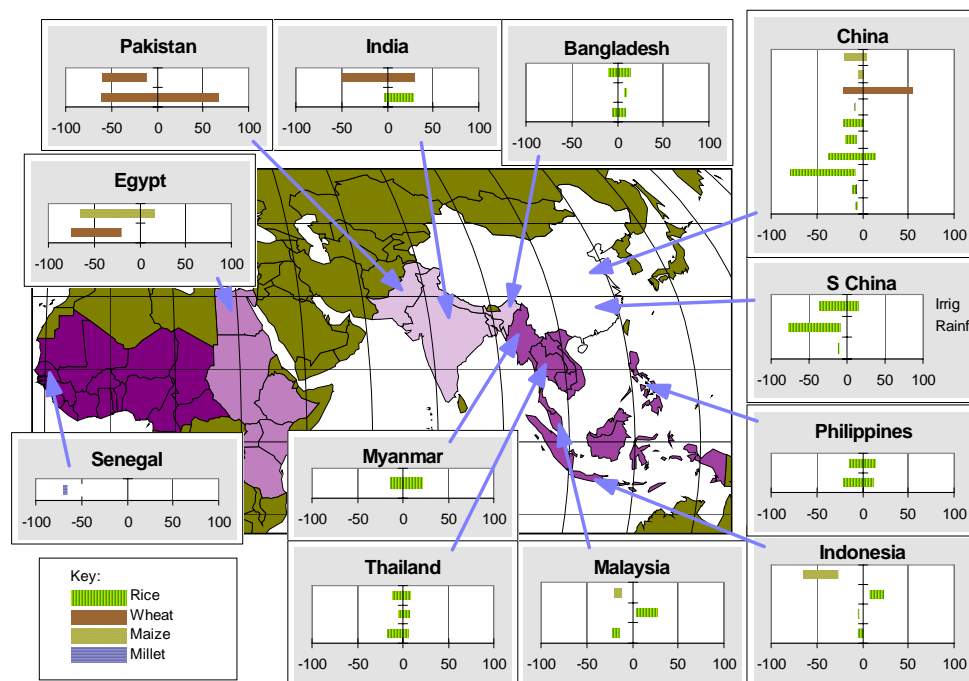 Pakistan
-100 -50 0 50 100
India
-100 -50 0 50 100
Bangladesh
-100 -50 0 50 100
China
-100 -50 0 50 100
Egypt
-100 -50 0 50 100
S China
Irrig
Rainf
-100 -50 0 50 100
Senegal
-100 -50 0 50 100
Myanmar
-100 -50 0 50 100
Philippines
-100 -50 0 50 100
Thailand
-100 -50 0 50 100
Malaysia
-100 -50 0 50 100
Indonesia
-100 -50 0 50 100
Key:
Rice
Wheat
Maize
Millet